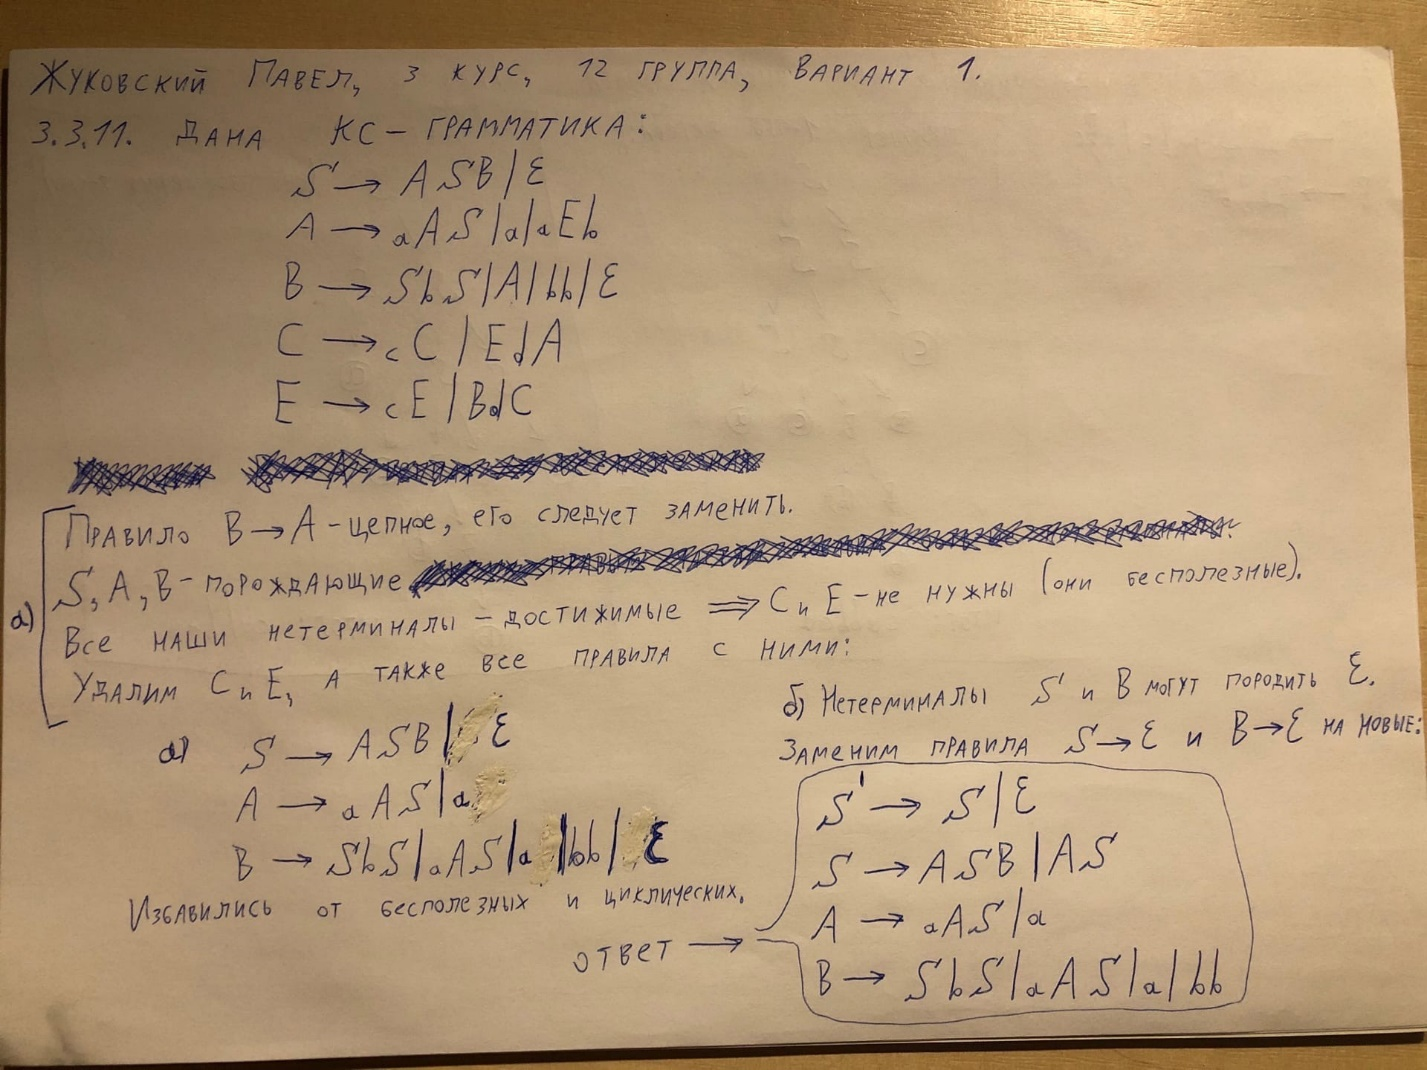 Жуковский Павел, 3 курс, 12 группа, Вариант 1.
3.3.11. Дана КС-грамматика:
S → ASB | ε
A → aAS | a | aEb
B → SbS | A | bb | ε
C → cC | EdA
E → cE | BdC
Правило B → A - цепное, его следует заменить.
S, A, B - порождающие
а) Все наши нетерминалы - достижимые ⟹ C и E - не нужны (они бесполезные).
Удалим C и E, а также все правила с ними:
а) S → ASB | ε
A → aAS | a
B → SbS | aAS | a | bb | ε
Избавились от бесполезных и циклических.
б) Нетерминалы S и B могут породить ε.
Заменим правила S → ε и B → ε на новые:
ответ →
S' → S | ε
S → ASB | AS
A → aAS | a
B → SbS | aAS | a | bb